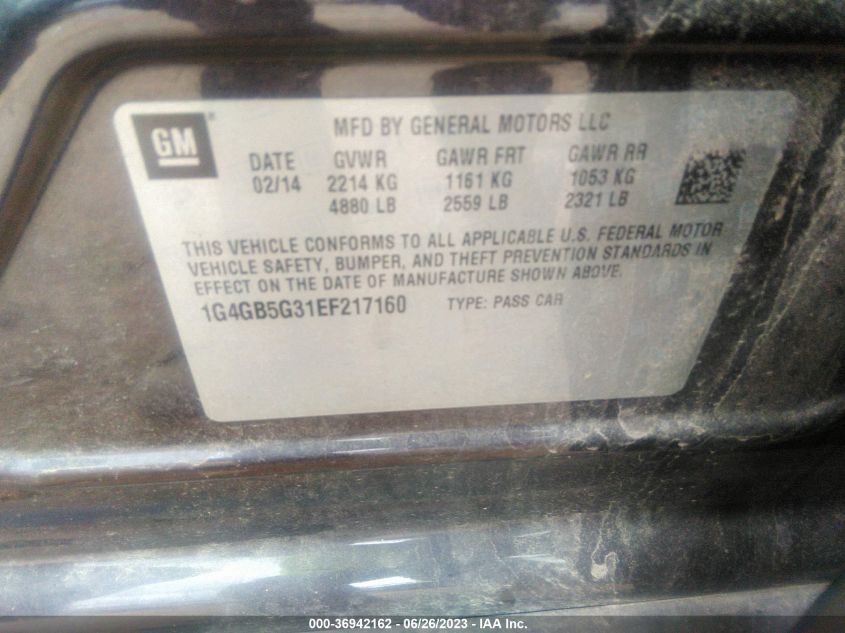 GM
MFD BY GENERAL MOTORS LLC
DATE GVWR GAWR FRT GAWR RR
02/14 2214 KG 1161 KG 1053 KG
4880 LB 2559 LB 2321 LB
THIS VEHICLE CONFORMS TO ALL APPLICABLE U.S. FEDERAL MOTOR
VEHICLE SAFETY, BUMPER, AND THEFT PREVENTION STANDARDS IN
EFFECT ON THE DATE OF MANUFACTURE SHOWN ABOVE.
1G4GB5G31EF217160 TYPE: PASS CAR
000-36942162 - 06/26/2023 - IAA Inc.